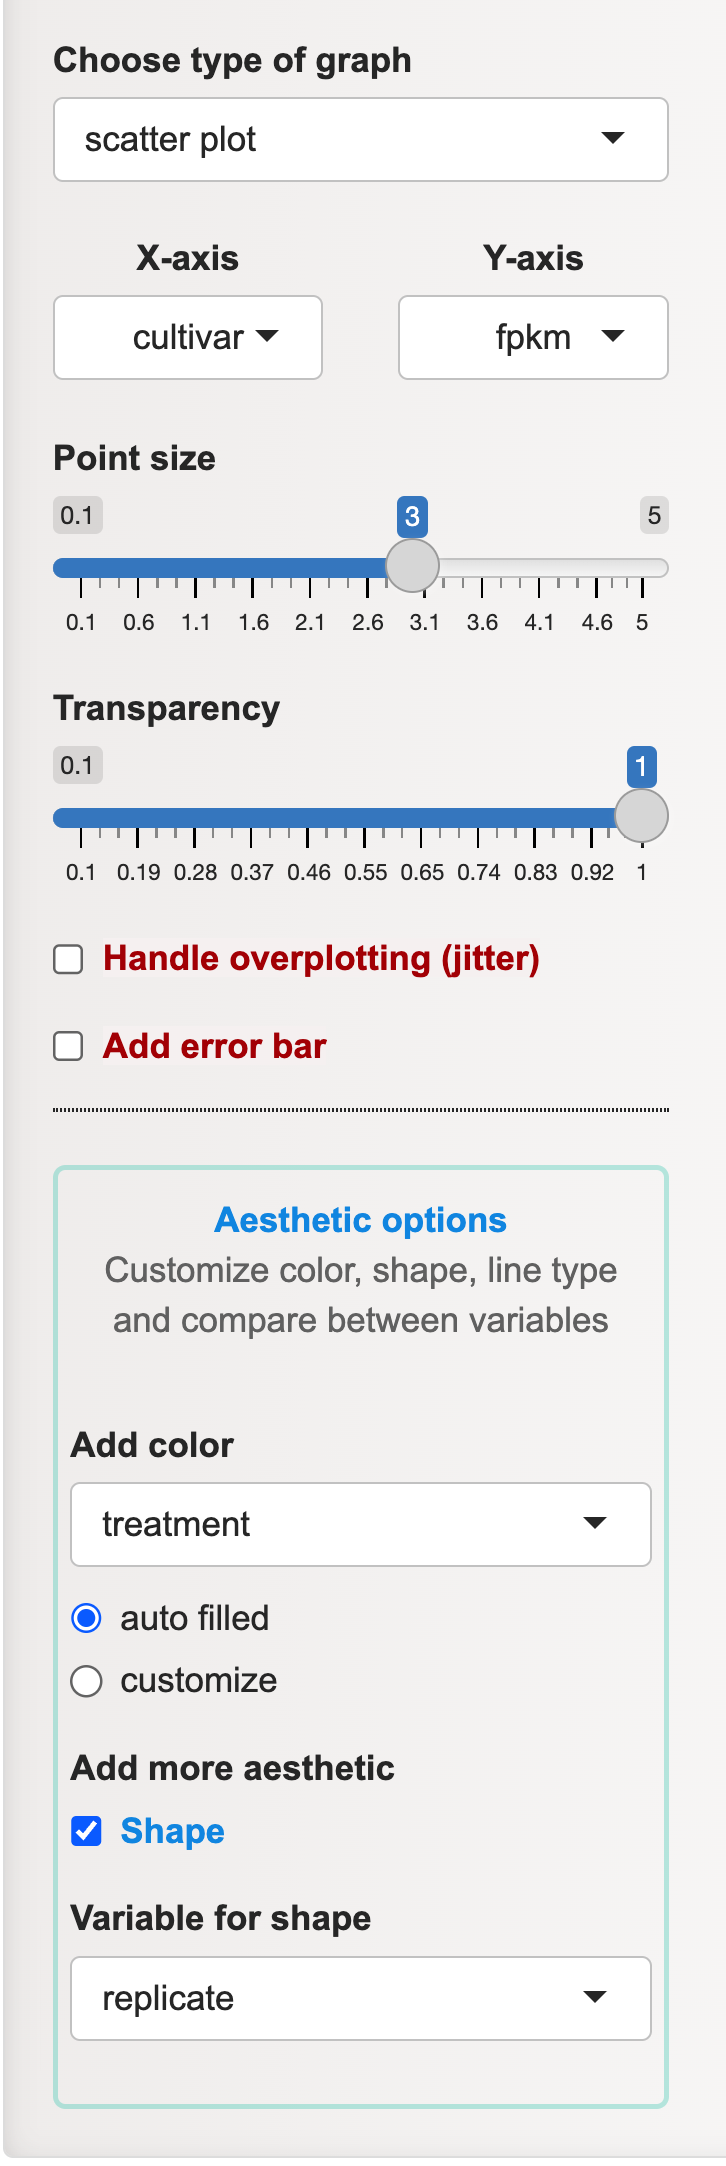 Choose type of graph
scatter plot
X-axis Y-axis
cultivar fpkm
Point size
0.1 3 5
0.1 0.6 1.1 1.6 2.1 2.6 3.1 3.6 4.1 4.6 5
Transparency
0.1 1
0.1 0.19 0.28 0.37 0.46 0.55 0.65 0.74 0.83 0.92 1
Handle overplotting (jitter)
Add error bar
Aesthetic options
Customize color, shape, line type
and compare between variables
Add color
treatment
auto filled
customize
Add more aesthetic
Shape
Variable for shape
replicate